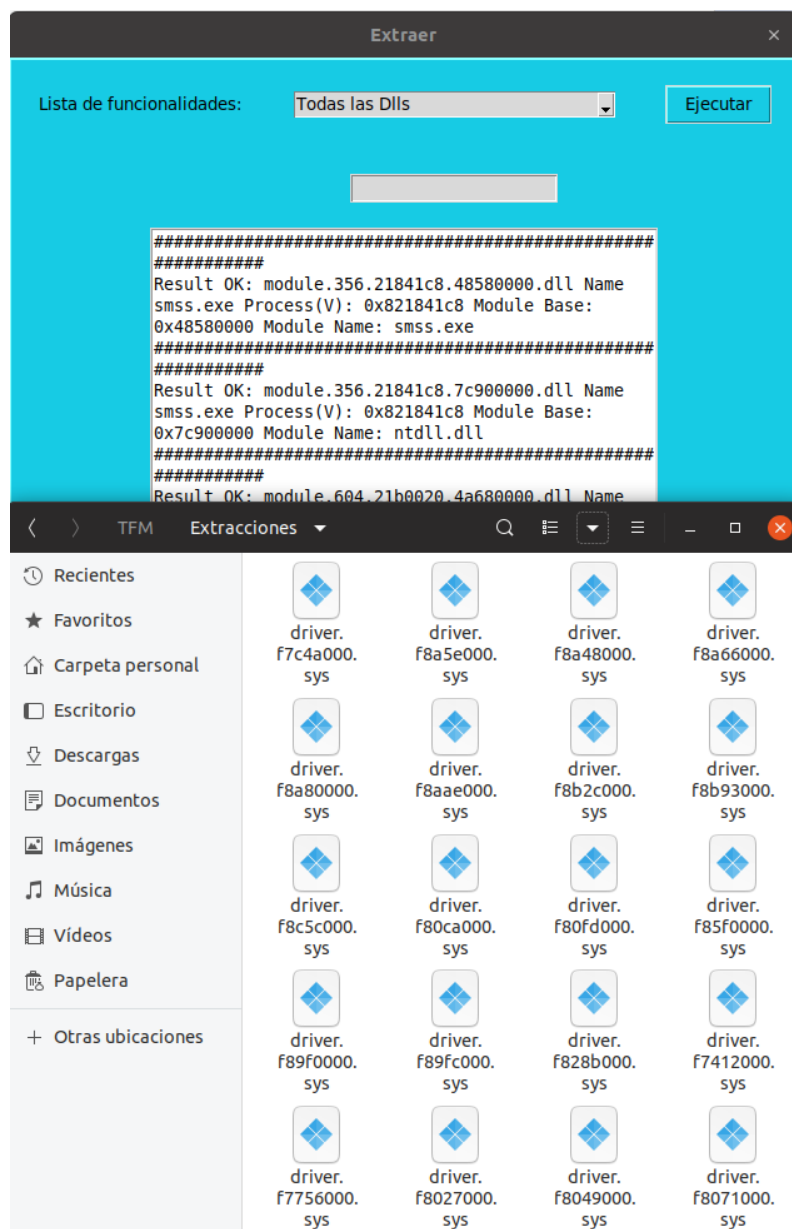 Extraer
Lista de funcionalidades: Todas las Dlls Ejecutar
##################################################
###########
Result OK: module.356.21841c8.48580000.dll Name
smss.exe Process(V): 0x821841c8 Module Base:
0x48580000 Module Name: smss.exe
##################################################
###########
Result OK: module.356.21841c8.7c900000.dll Name
smss.exe Process(V): 0x821841c8 Module Base:
0x7c900000 Module Name: ntdll.dll
##################################################
###########
Result OK: module.604.21b0020.4a680000.dll Name
TFM Extracciones
Recientes
Favoritos
Carpeta personal
Escritorio
Descargas
Documentos
Imágenes
Música
Vídeos
Papelera
+ Otras ubicaciones
driver. driver. driver. driver.
f7c4a000. f8a5e000. f8a48000. f8a66000.
sys sys sys sys
driver. driver. driver. driver.
f8a80000. f8aae000. f8b2c000. f8b93000.
sys sys sys sys
driver. driver. driver. driver.
f8c5c000. f80ca000. f80fd000. f85f0000.
sys sys sys sys
driver. driver. driver. driver.
f89f0000. f89fc000. f828b000. f7412000.
sys sys sys sys
driver. driver. driver. driver.
f7756000. f8027000. f8049000. f8071000.
sys sys sys sys